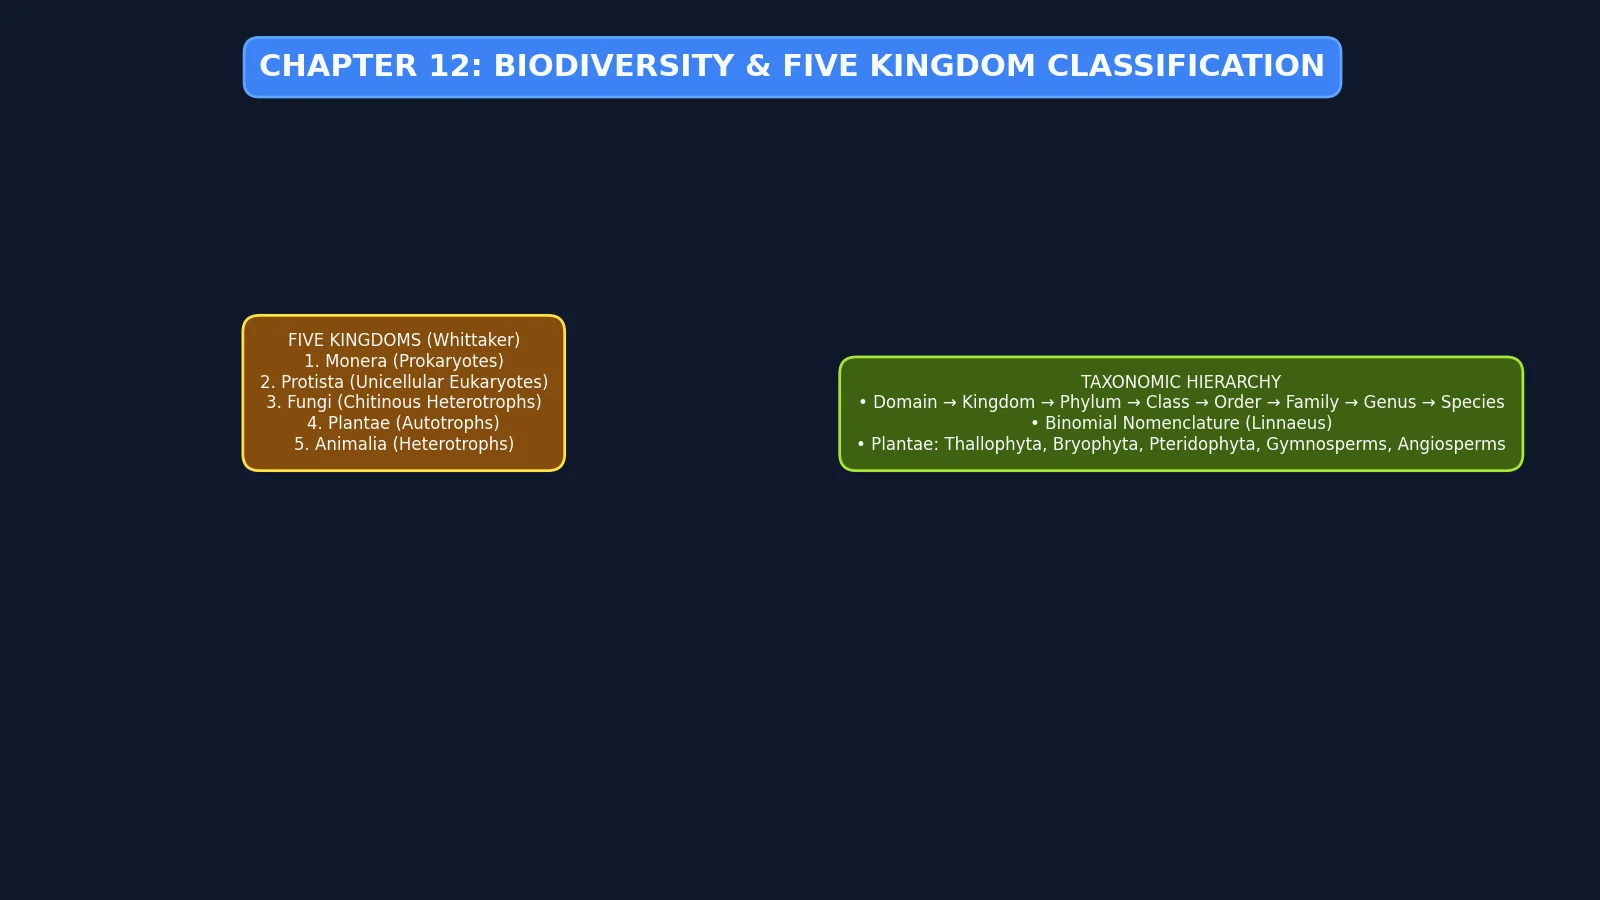 CHAPTER 12: BIODIVERSITY & FIVE KINGDOM CLASSIFICATION
FIVE KINGDOMS (Whittaker)
1. Monera (Prokaryotes)
2. Protista (Unicellular Eukaryotes)
3. Fungi (Chitinous Heterotrophs)
4. Plantae (Autotrophs)
5. Animalia (Heterotrophs)
TAXONOMIC HIERARCHY
• Domain → Kingdom → Phylum → Class → Order → Family → Genus → Species
• Binomial Nomenclature (Linnaeus)
• Plantae: Thallophyta, Bryophyta, Pteridophyta, Gymnosperms, Angiosperms